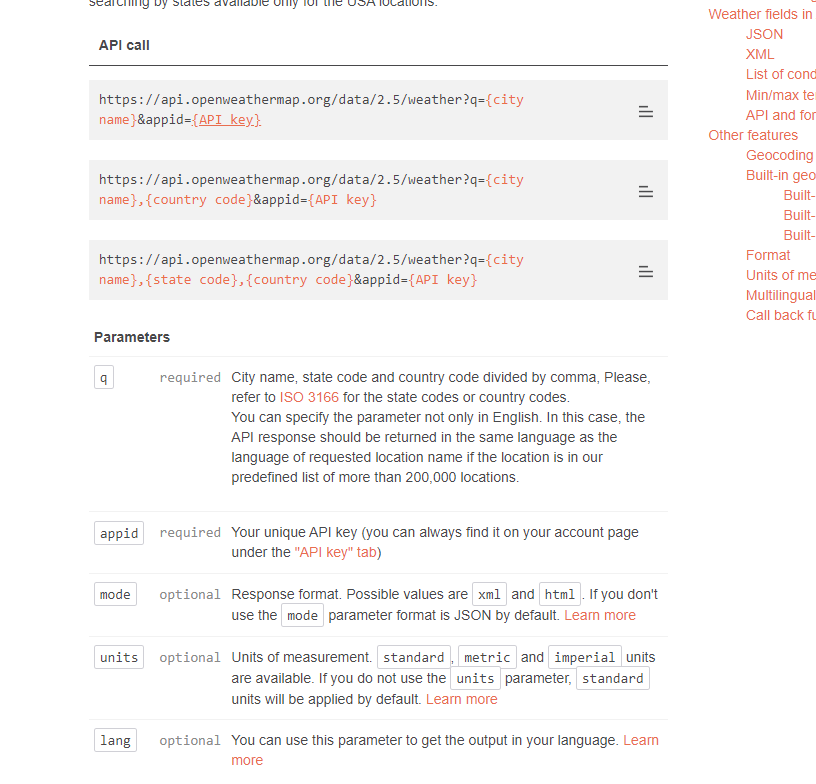 searching by states available only for the USA locations.
API call
https://api.openweathermap.org/data/2.5/weather?q={city
name}&appid={API key}
https://api.openweathermap.org/data/2.5/weather?q={city
name},{country code}&appid={API key}
https://api.openweathermap.org/data/2.5/weather?q={city
name},{state code},{country code}&appid={API key}
Parameters
q required City name, state code and country code divided by comma, Please,
refer to ISO 3166 for the state codes or country codes.
You can specify the parameter not only in English. In this case, the
API response should be returned in the same language as the
language of requested location name if the location is in our
predefined list of more than 200,000 locations.
appid required Your unique API key (you can always find it on your account page
under the "API key" tab)
mode optional Response format. Possible values are xml and html. If you don't
use the mode parameter format is JSON by default. Learn more
units optional Units of measurement. standard, metric and imperial units
are available. If you do not use the units parameter, standard
units will be applied by default. Learn more
lang optional You can use this parameter to get the output in your language. Learn
more
Weather fields in
JSON
XML
List of cond
Min/max te
API and for
Other features
Geocoding
Built-in geo
Built-
Built-
Built-
Format
Units of me
Multilingual
Call back fu